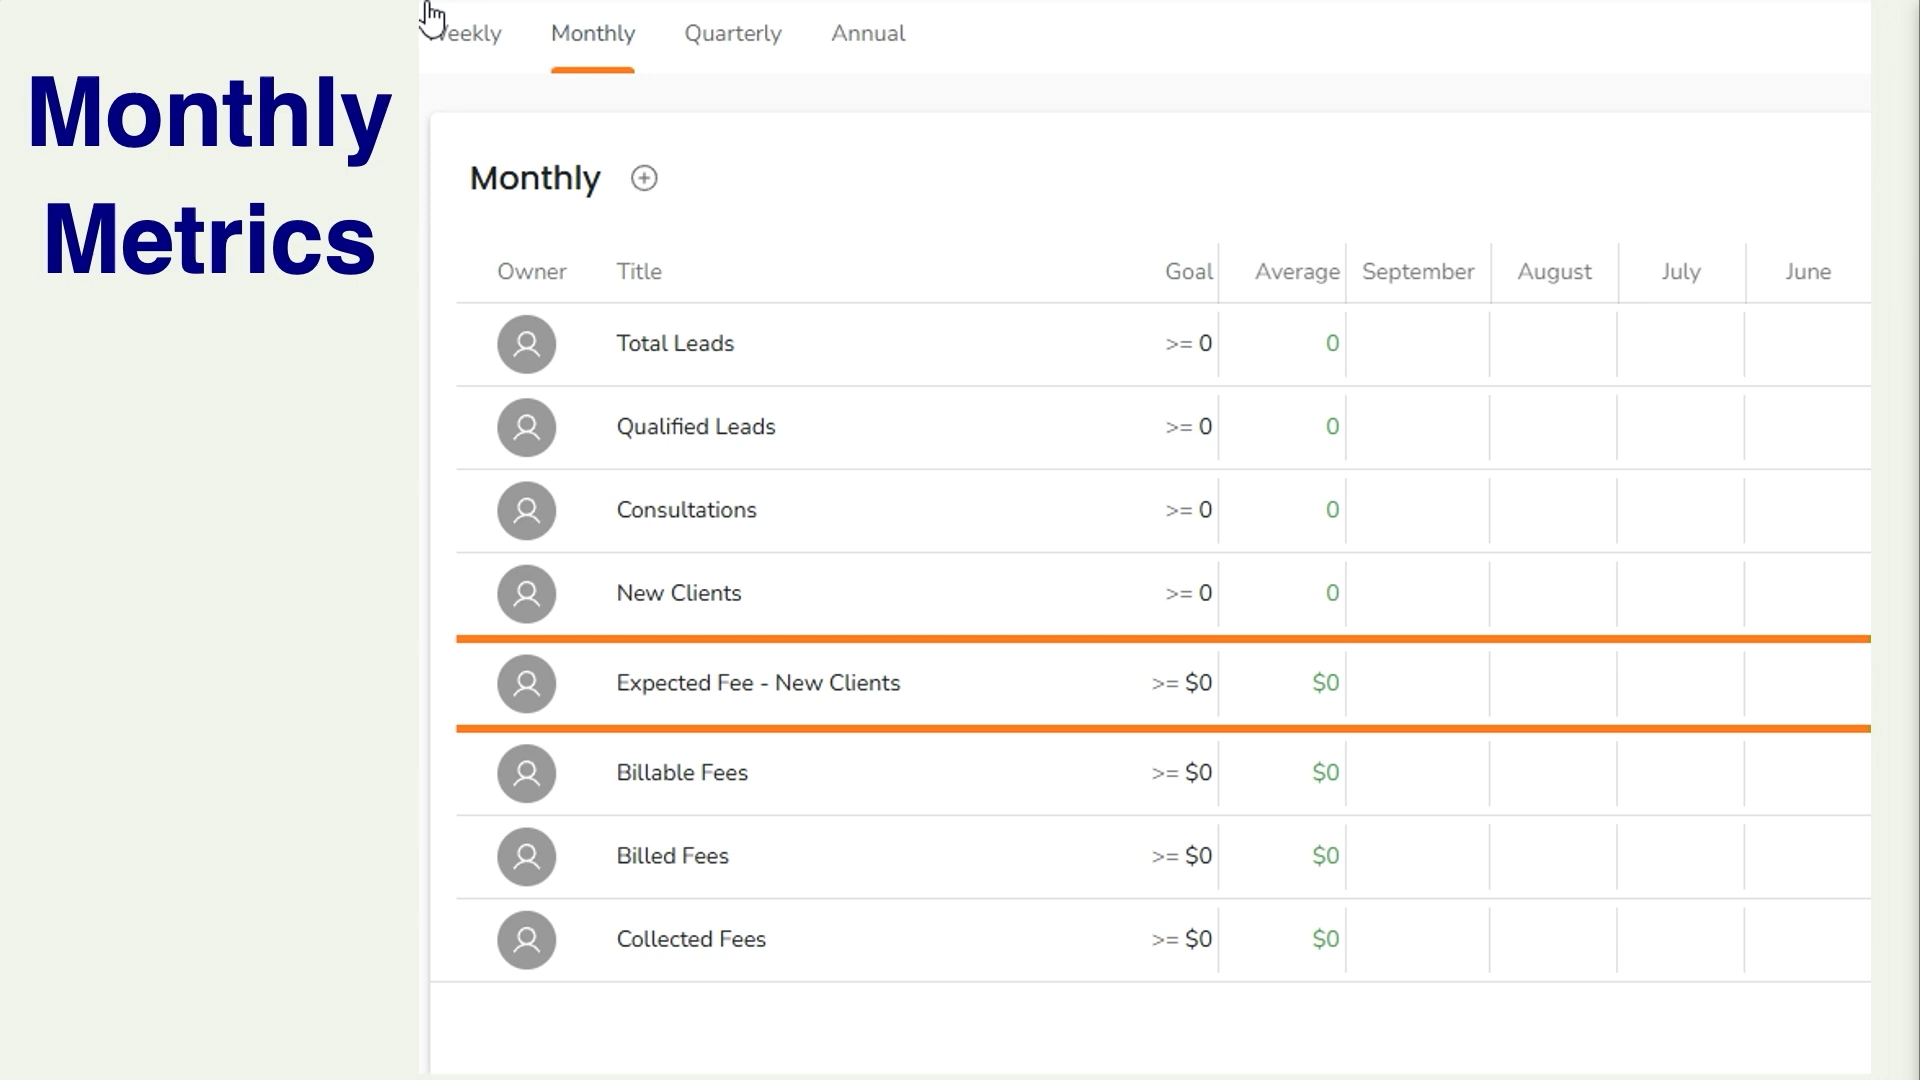 Monthly
Metrics
Weekly Monthly Quarterly Annual
Monthly
Owner Title Goal Average September August July June
Total Leads >= 0 0
Qualified Leads >= 0 0
Consultations >= 0 0
New Clients >= 0 0
Expected Fee - New Clients >= $0 $0
Billable Fees >= $0 $0
Billed Fees >= $0 $0
Collected Fees >= $0 $0